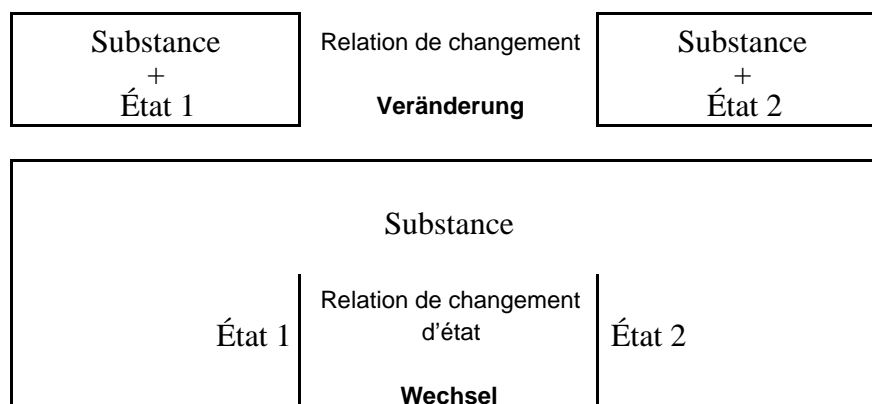 Substance
+
État 1
Relation de changement
Veränderung
Substance
+
État 2
Substance
État 1
Relation de changement
d’état
Wechsel
État 2